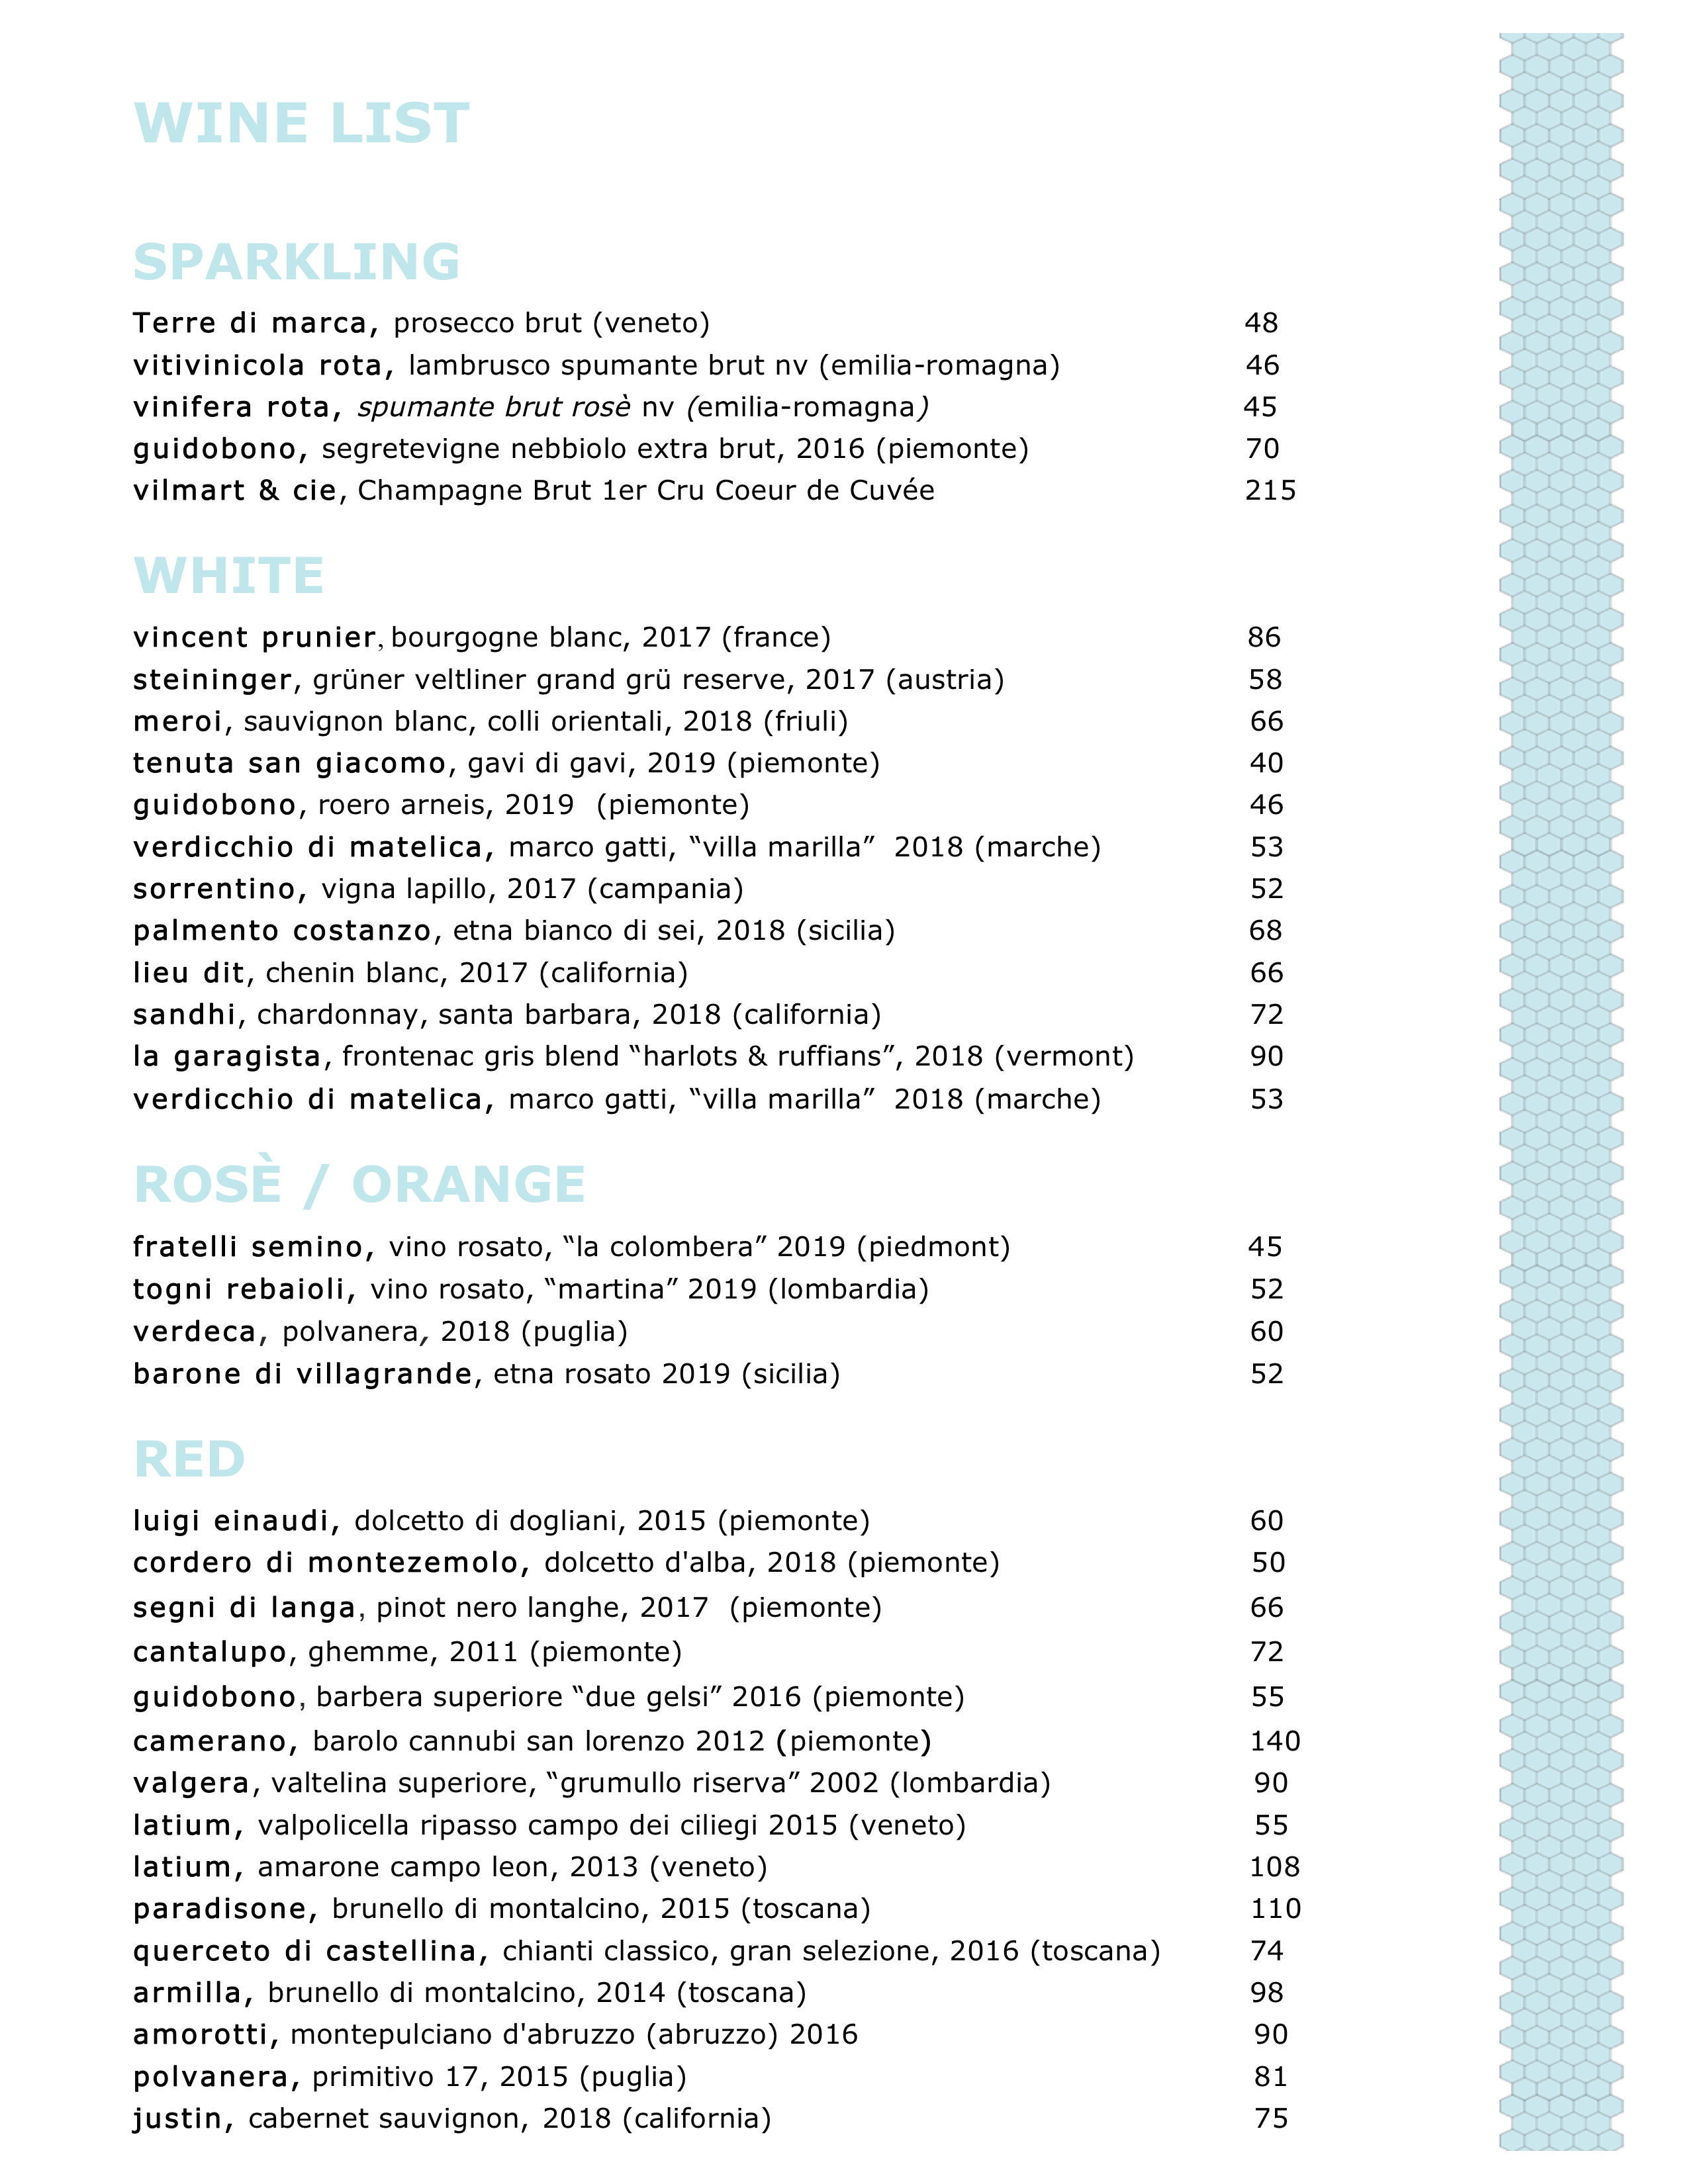 WINE LIST
SPARKLING
Terre di marca, prosecco brut (veneto) 48
vitivinicola rota, lambrusco spumante brut nv (emilia-romagna) 46
vinifera rota, spumante brut rosè nv (emilia-romagna) 45
guidobono, segretevigne nebbiolo extra brut, 2016 (piemonte) 70
vilmart & cie, Champagne Brut 1er Cru Coeur de Cuvée 215
WHITE
vincent prunier, bourgogne blanc, 2017 (france) 86
steininger, grüner veltliner grand grü reserve, 2017 (austria) 58
meroi, sauvignon blanc, colli orientali, 2018 (friuli) 66
tenuta san giacomo, gavi di gavi, 2019 (piemonte) 40
guidobono, roero arneis, 2019 (piemonte) 46
verdicchio di matelica, marco gatti, “villa marilla” 2018 (marche) 53
sorrentino, vigna lapillo, 2017 (campania) 52
palmento costanzo, etna bianco di sei, 2018 (sicilia) 68
lieu dit, chenin blanc, 2017 (california) 66
sandhi, chardonnay, santa barbara, 2018 (california) 72
la garagista, frontenac gris blend “harlots & ruffians”, 2018 (vermont) 90
verdicchio di matelica, marco gatti, “villa marilla” 2018 (marche) 53
ROSÈ / ORANGE
fratelli semino, vino rosato, “la colombera” 2019 (piedmont) 45
togni rebaioli, vino rosato, “martina” 2019 (lombardia) 52
verdeca, polvanera, 2018 (puglia) 60
barone di villagrande, etna rosato 2019 (sicilia) 52
RED
luigi einaudi, dolcetto di dogliani, 2015 (piemonte) 60
cordero di montezemolo, dolcetto d'alba, 2018 (piemonte) 50
segni di langa, pinot nero langhe, 2017 (piemonte) 66
cantalupo, ghemme, 2011 (piemonte) 72
guidobono, barbera superiore “due gelsi” 2016 (piemonte) 55
camerano, barolo cannubi san lorenzo 2012 (piemonte) 140
valgera, valtelina superiore, “grumullo riserva” 2002 (lombardia) 90
latium, valpolicella ripasso campo dei ciliegi 2015 (veneto) 55
latium, amarone campo leon, 2013 (veneto) 108
paradisone, brunello di montalcino, 2015 (toscana) 110
querceto di castellina, chianti classico, gran selezione, 2016 (toscana) 74
armilla, brunello di montalcino, 2014 (toscana) 98
amorotti, montepulciano d'abruzzo (abruzzo) 2016 90
polvanera, primitivo 17, 2015 (puglia) 81
justin, cabernet sauvignon, 2018 (california) 75